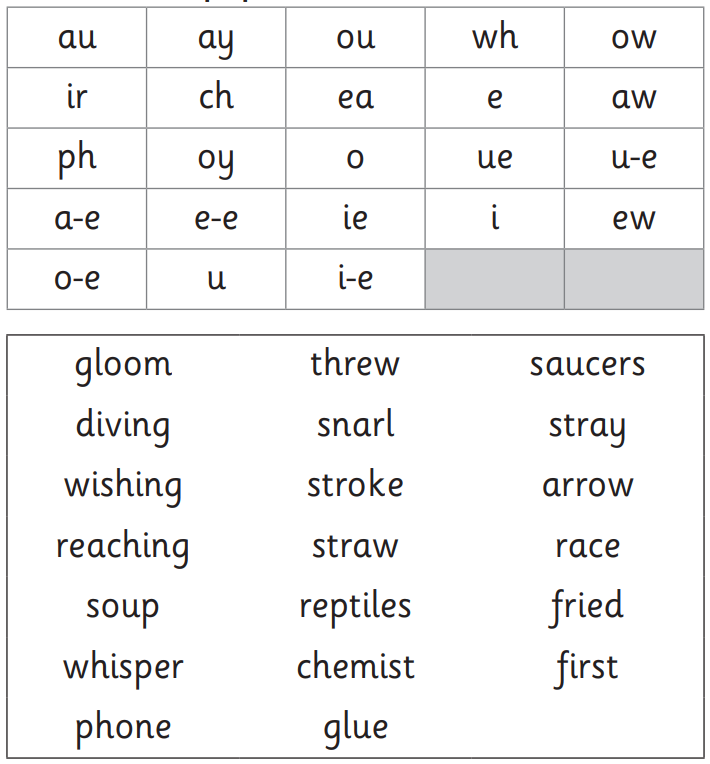 au ay ou wh ow
ir ch ea e aw
ph oy o ue u-e
a-e e-e ie i ew
o-e u i-e
gloom threw saucers
diving snarl stray
wishing stroke arrow
reaching straw race
soup reptiles fried
whisper chemist first
phone glue